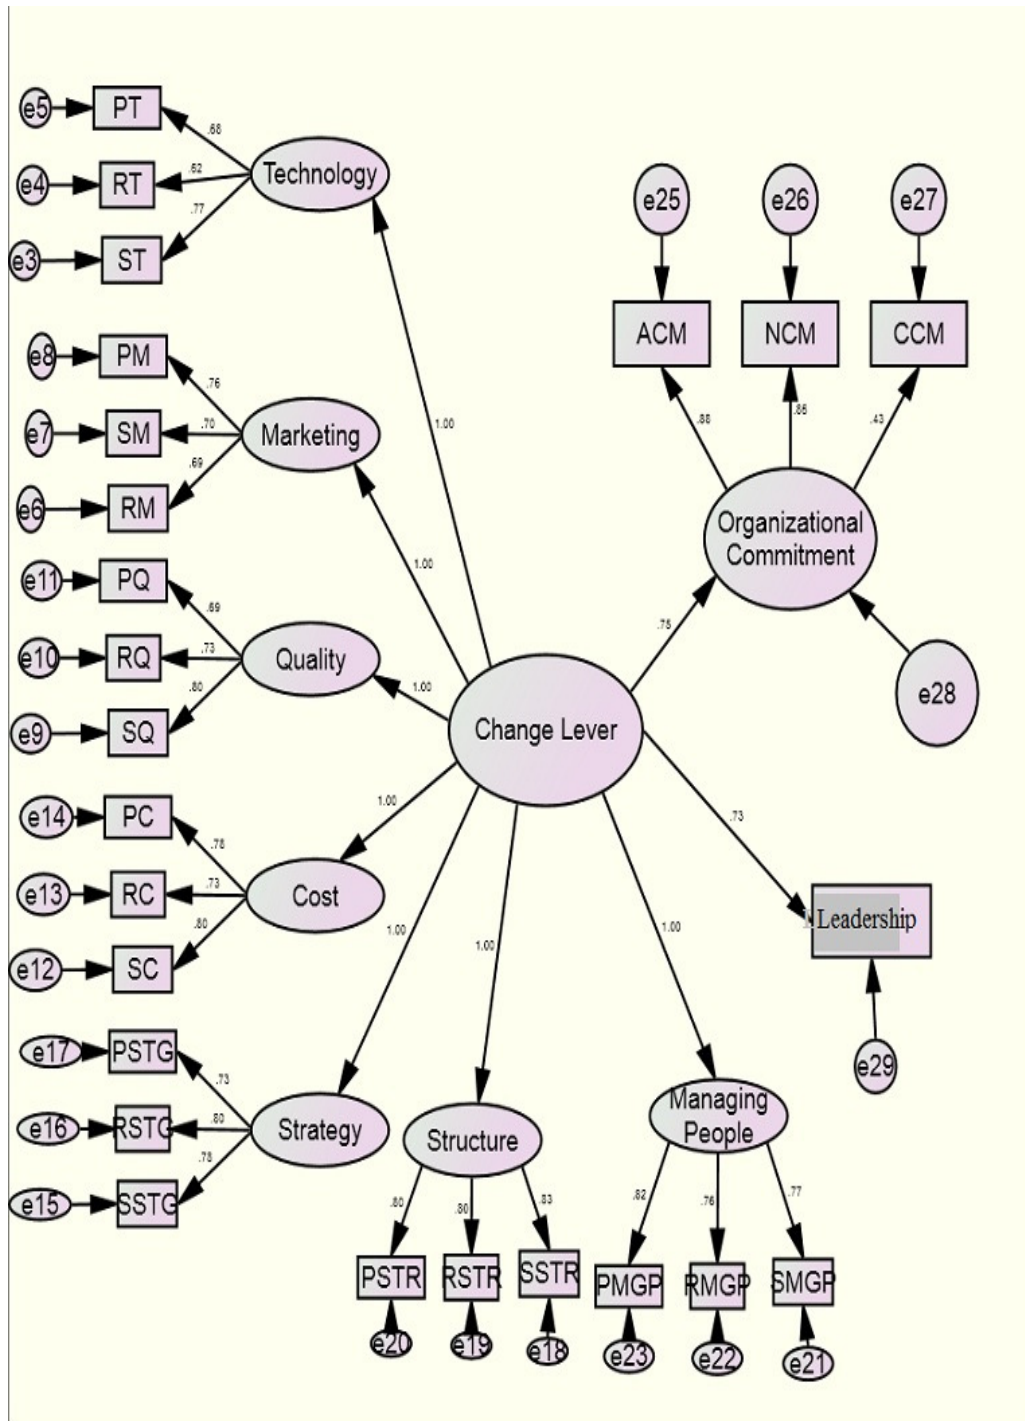 e5
PT
.68
e4
RT
.62
Technology
.77
e3
ST
e8
PM
.76
e7
SM
.70
Marketing
.69
e6
RM
e11
PQ
.69
e10
RQ
.73
Quality
.80
e9
SQ
e14
PC
.78
e13
RC
.73
Cost
.80
e12
SC
e17
PSTG
.73
e16
RSTG
.80
Strategy
.78
e15
SSTG
1.00
1.00
1.00
1.00
1.00
1.00
1.00
Change Lever
.75
.73
e25
e26
e27
ACM
NCM
CCM
.88
.43
Organizational
Commitment
e28
Leadership
e29
Structure
.80
.80
.83
PSTR
RSTR
SSTR
e20
e19
e18
Managing
People
.82
.76
.77
PMGP
RMGP
SMGP
e23
e22
e21